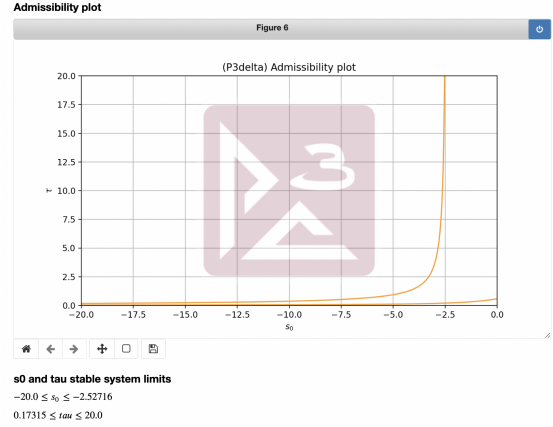 Admissibility plot
Figure 6
(P3delta) Admissibility plot
20.0
17.5
15.0
12.5
10.0
7.5
5.0
2.5
0.0
τ
−20.0 −17.5 −15.0 −12.5 −10.0 −7.5 −5.0 −2.5 0.0
s₀
s0 and tau stable system limits
−20.0 ≤ s₀ ≤ −2.52716
0.17315 ≤ tau ≤ 20.0